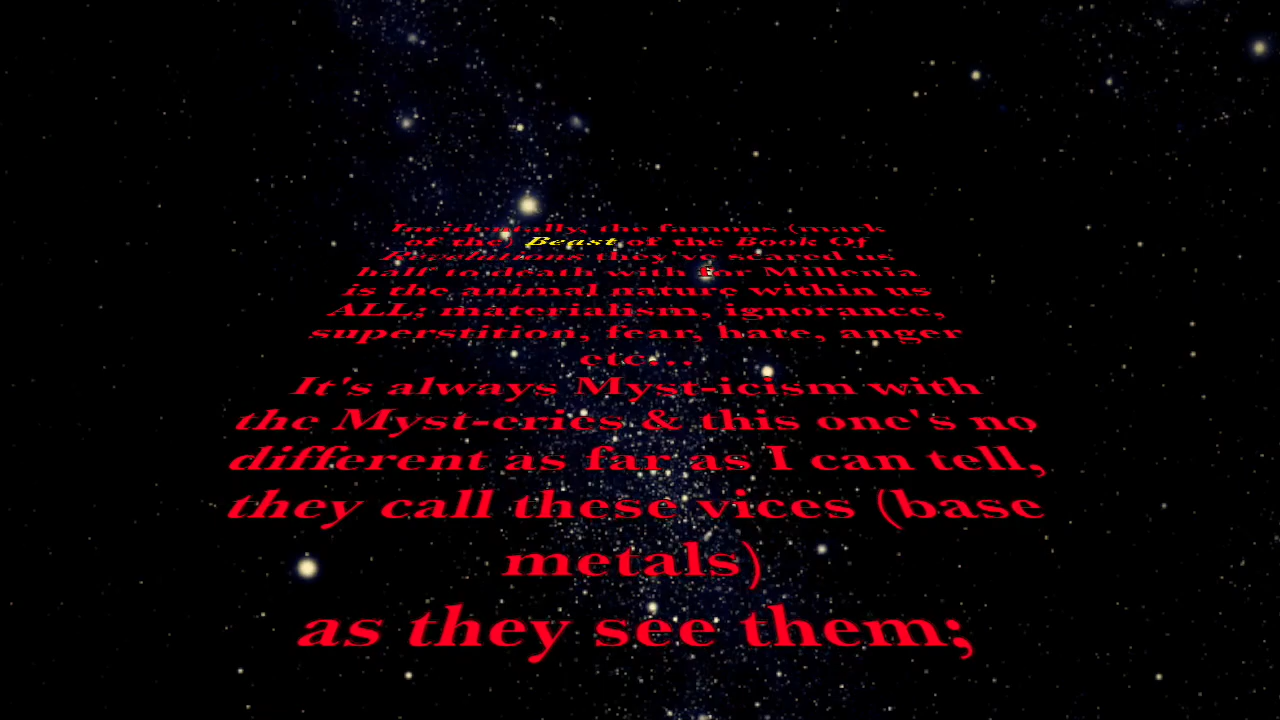 Incidentally, the famous (mark
of the) Beast of the Book Of
Revelations they've scared us
half to death with for Millenia
is the animal nature within us
ALL; materialism, ignorance,
superstition, fear, hate, anger
etc...
It's always Myst-icism with
the Myst-eries & this one's no
different as far as I can tell,
they call these vices (base
metals)
as they see them;